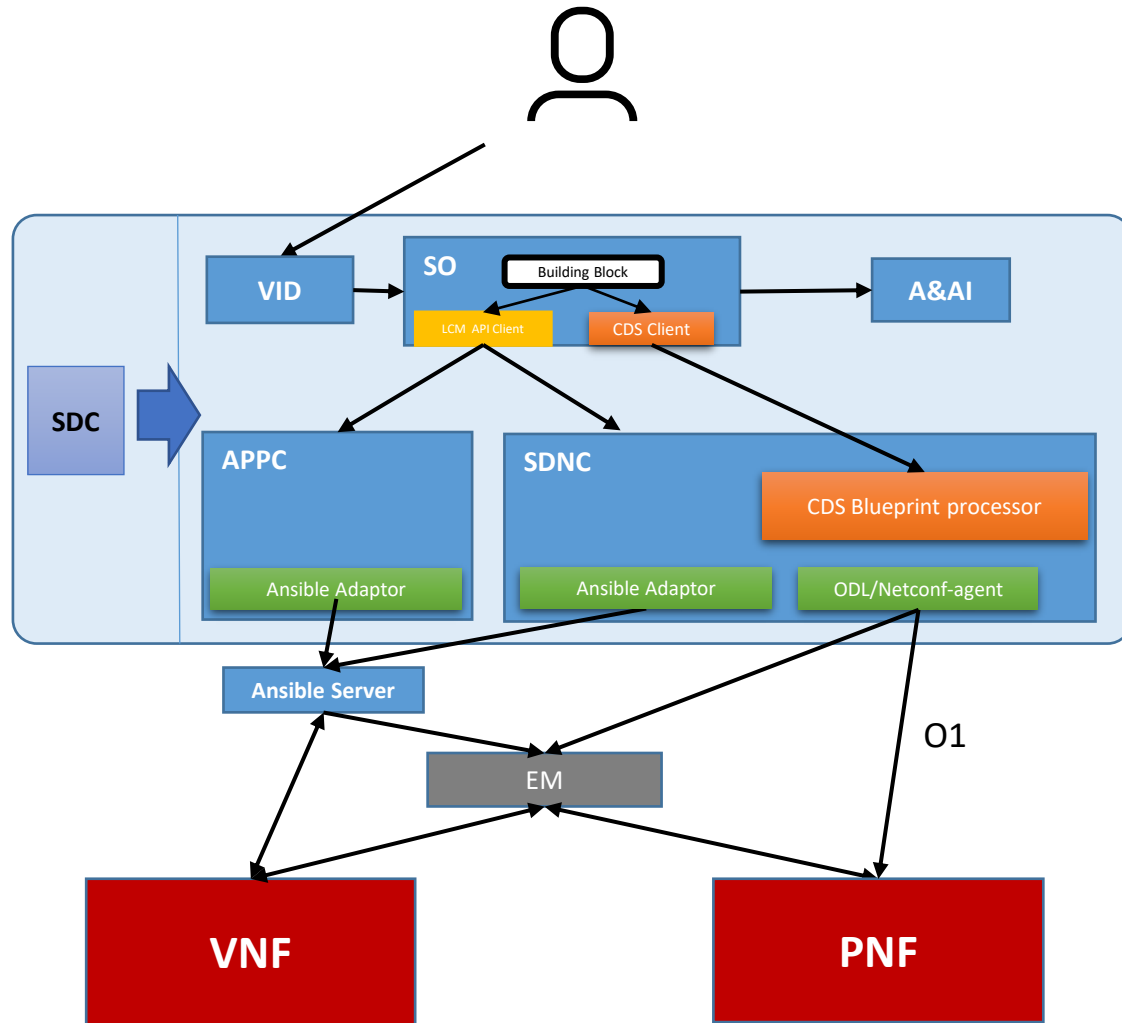 SO
Building Block
VID
A&AI
LCM API Client
CDS Client
SDC
APPC
SDNC
CDS Blueprint processor
Ansible Adaptor
Ansible Adaptor
ODL/Netconf-agent
Ansible Server
O1
EM
VNF
PNF